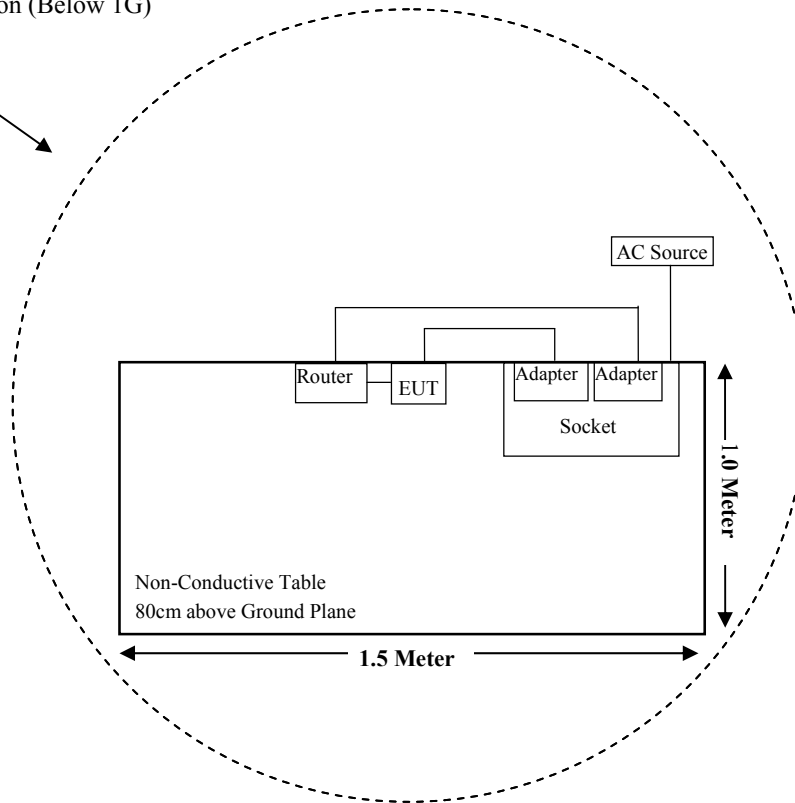 on (Below 1G)
AC Source
Router
EUT
Adapter
Adapter
Socket
1.0 Meter
Non-Conductive Table
80cm above Ground Plane
1.5 Meter